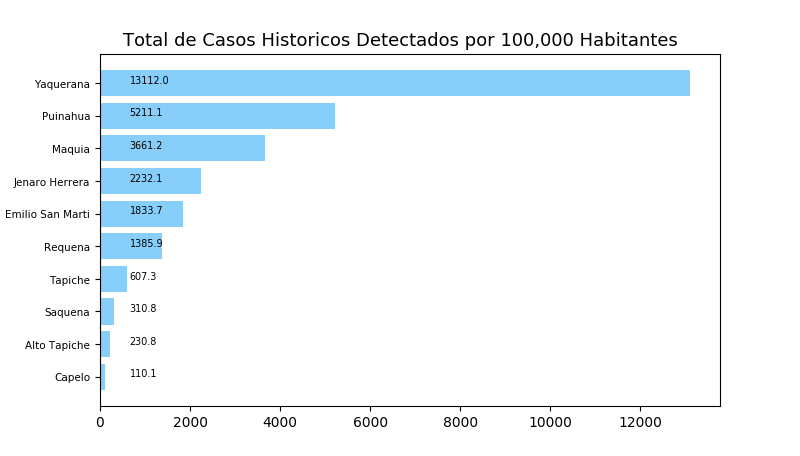 Total de Casos Historicos Detectados por 100,000 Habitantes
Yaquerana 13112.0
Puinahua 5211.1
Maquia 3661.2
Jenaro Herrera 2232.1
Emilio San Marti 1833.7
Requena 1385.9
Tapiche 607.3
Saquena 310.8
Alto Tapiche 230.8
Capelo 110.1
0 2000 4000 6000 8000 10000 12000